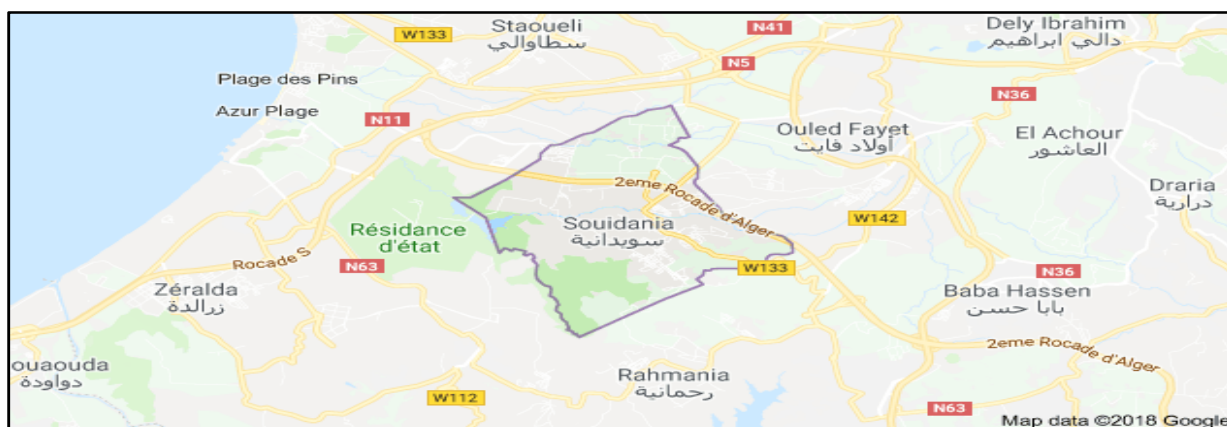 Staoueli
سطاوالي
W133
N41
Dely Ibrahim
دالي ابراهيم
N5
Plage des Pins
Azur Plage
N11
N36
Ouled Fayet
أولاد فايت
El Achour
العاشور
2eme Rocade d'Alger
Draria
درارية
Souidania
سويدانية
W142
Résidance
d'état
Rocade S
N63
W133
N36
Zéralda
زرالدة
Baba Hassen
بابا حسن
2eme Rocade d'Alger
ouaouda
دواودة
Rahmania
رحمانية
W112
N63
Map data ©2018 Google